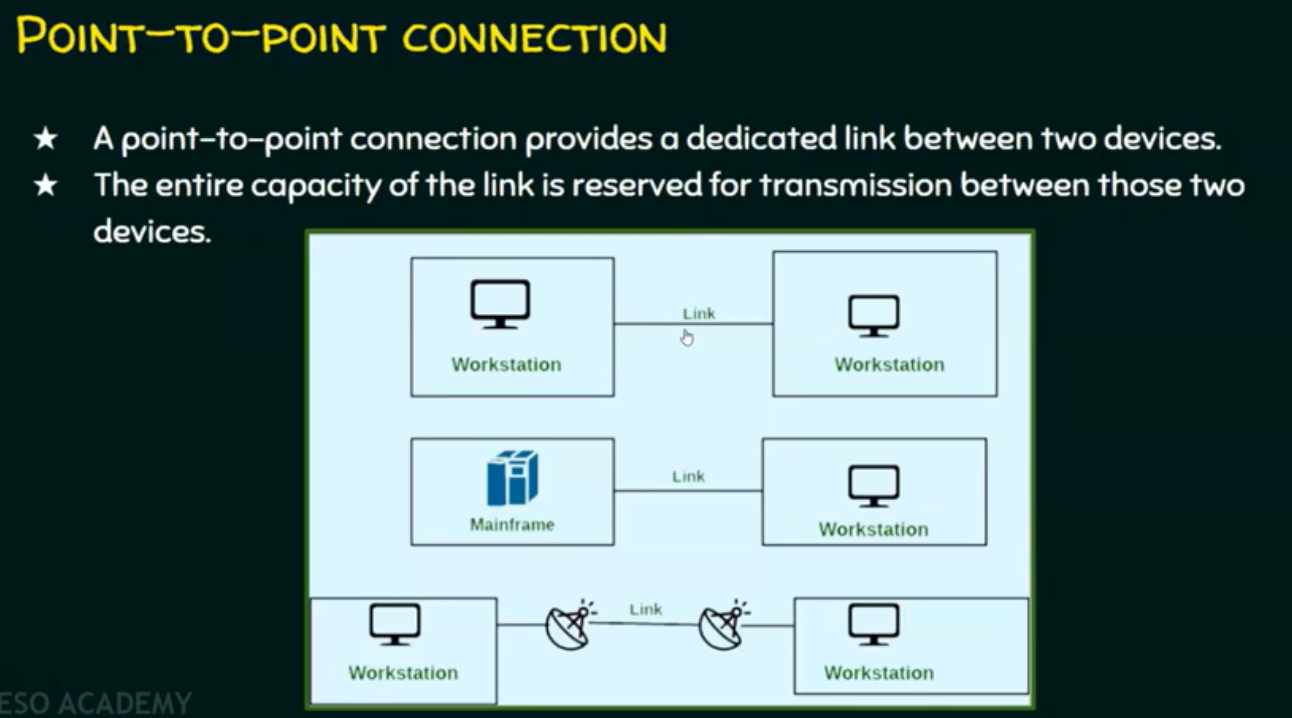 POINT-TO-POINT CONNECTION
★ A point-to-point connection provides a dedicated link between two devices.
★ The entire capacity of the link is reserved for transmission between those two
devices.
Link
Workstation
Workstation
Link
Mainframe
Workstation
Link
Workstation
Workstation
ESO ACADEMY